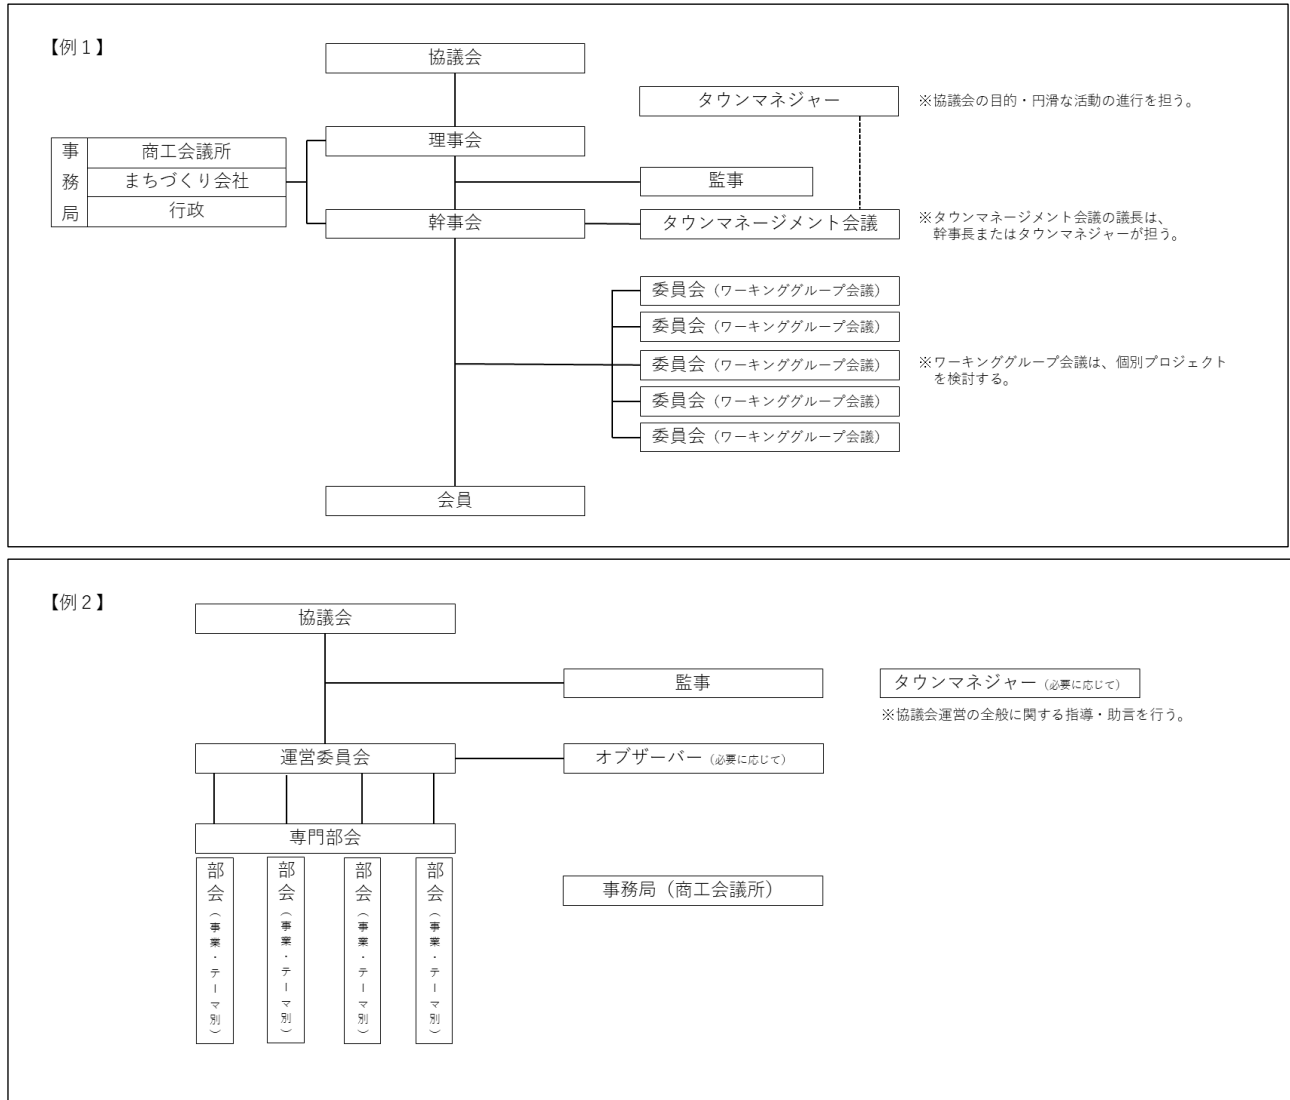 【例１】
協議会
タウンマネジャー
※協議会の目的・円滑な活動の進行を担う。
理事会
事務局
商工会議所
まちづくり会社
行政
監事
幹事会
タウンマネージメント会議
※タウンマネージメント会議の議長は、
幹事長またはタウンマネジャーが担う。
委員会（ワーキンググループ会議）
委員会（ワーキンググループ会議）
委員会（ワーキンググループ会議）
※ワーキンググループ会議は、個別プロジェクト
を検討する。
委員会（ワーキンググループ会議）
委員会（ワーキンググループ会議）
会員
【例２】
協議会
監事
タウンマネジャー（必要に応じて）
※協議会運営の全般に関する指導・助言を行う。
運営委員会
オブザーバー（必要に応じて）
専門部会
部会（事業・テーマ別）
部会（事業・テーマ別）
部会（事業・テーマ別）
部会（事業・テーマ別）
事務局（商工会議所）